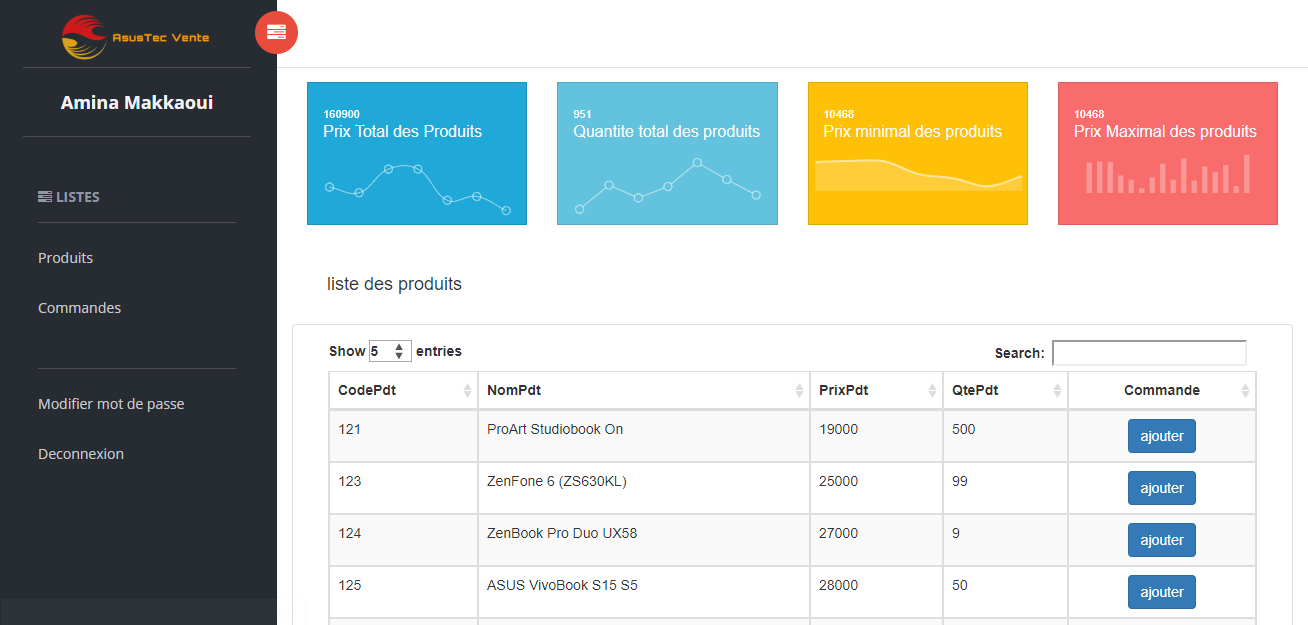 AsusTec Vente
Amina Makkaoui
LISTES
Produits
Commandes
Modifier mot de passe
Deconnexion
160900
Prix Total des Produits
951
Quantite total des produits
10468
Prix minimal des produits
10468
Prix Maximal des produits
liste des produits
Show 5 entries
Search:
CodePdt NomPdt PrixPdt QtePdt Commande
121 ProArt Studiobook On 19000 500 ajouter
123 ZenFone 6 (ZS630KL) 25000 99 ajouter
124 ZenBook Pro Duo UX58 27000 9 ajouter
125 ASUS VivoBook S15 S5 28000 50 ajouter